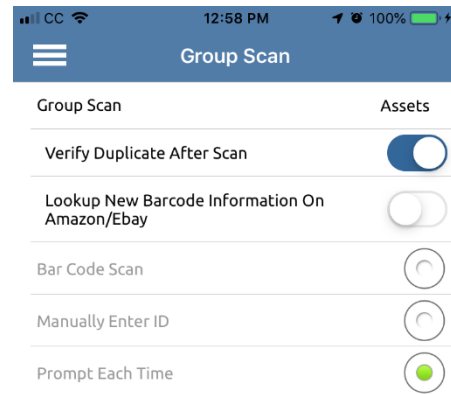 CC 12:58 PM 100%
Group Scan
Group Scan Assets
Verify Duplicate After Scan
Lookup New Barcode Information On
Amazon/Ebay
Bar Code Scan
Manually Enter ID
Prompt Each Time